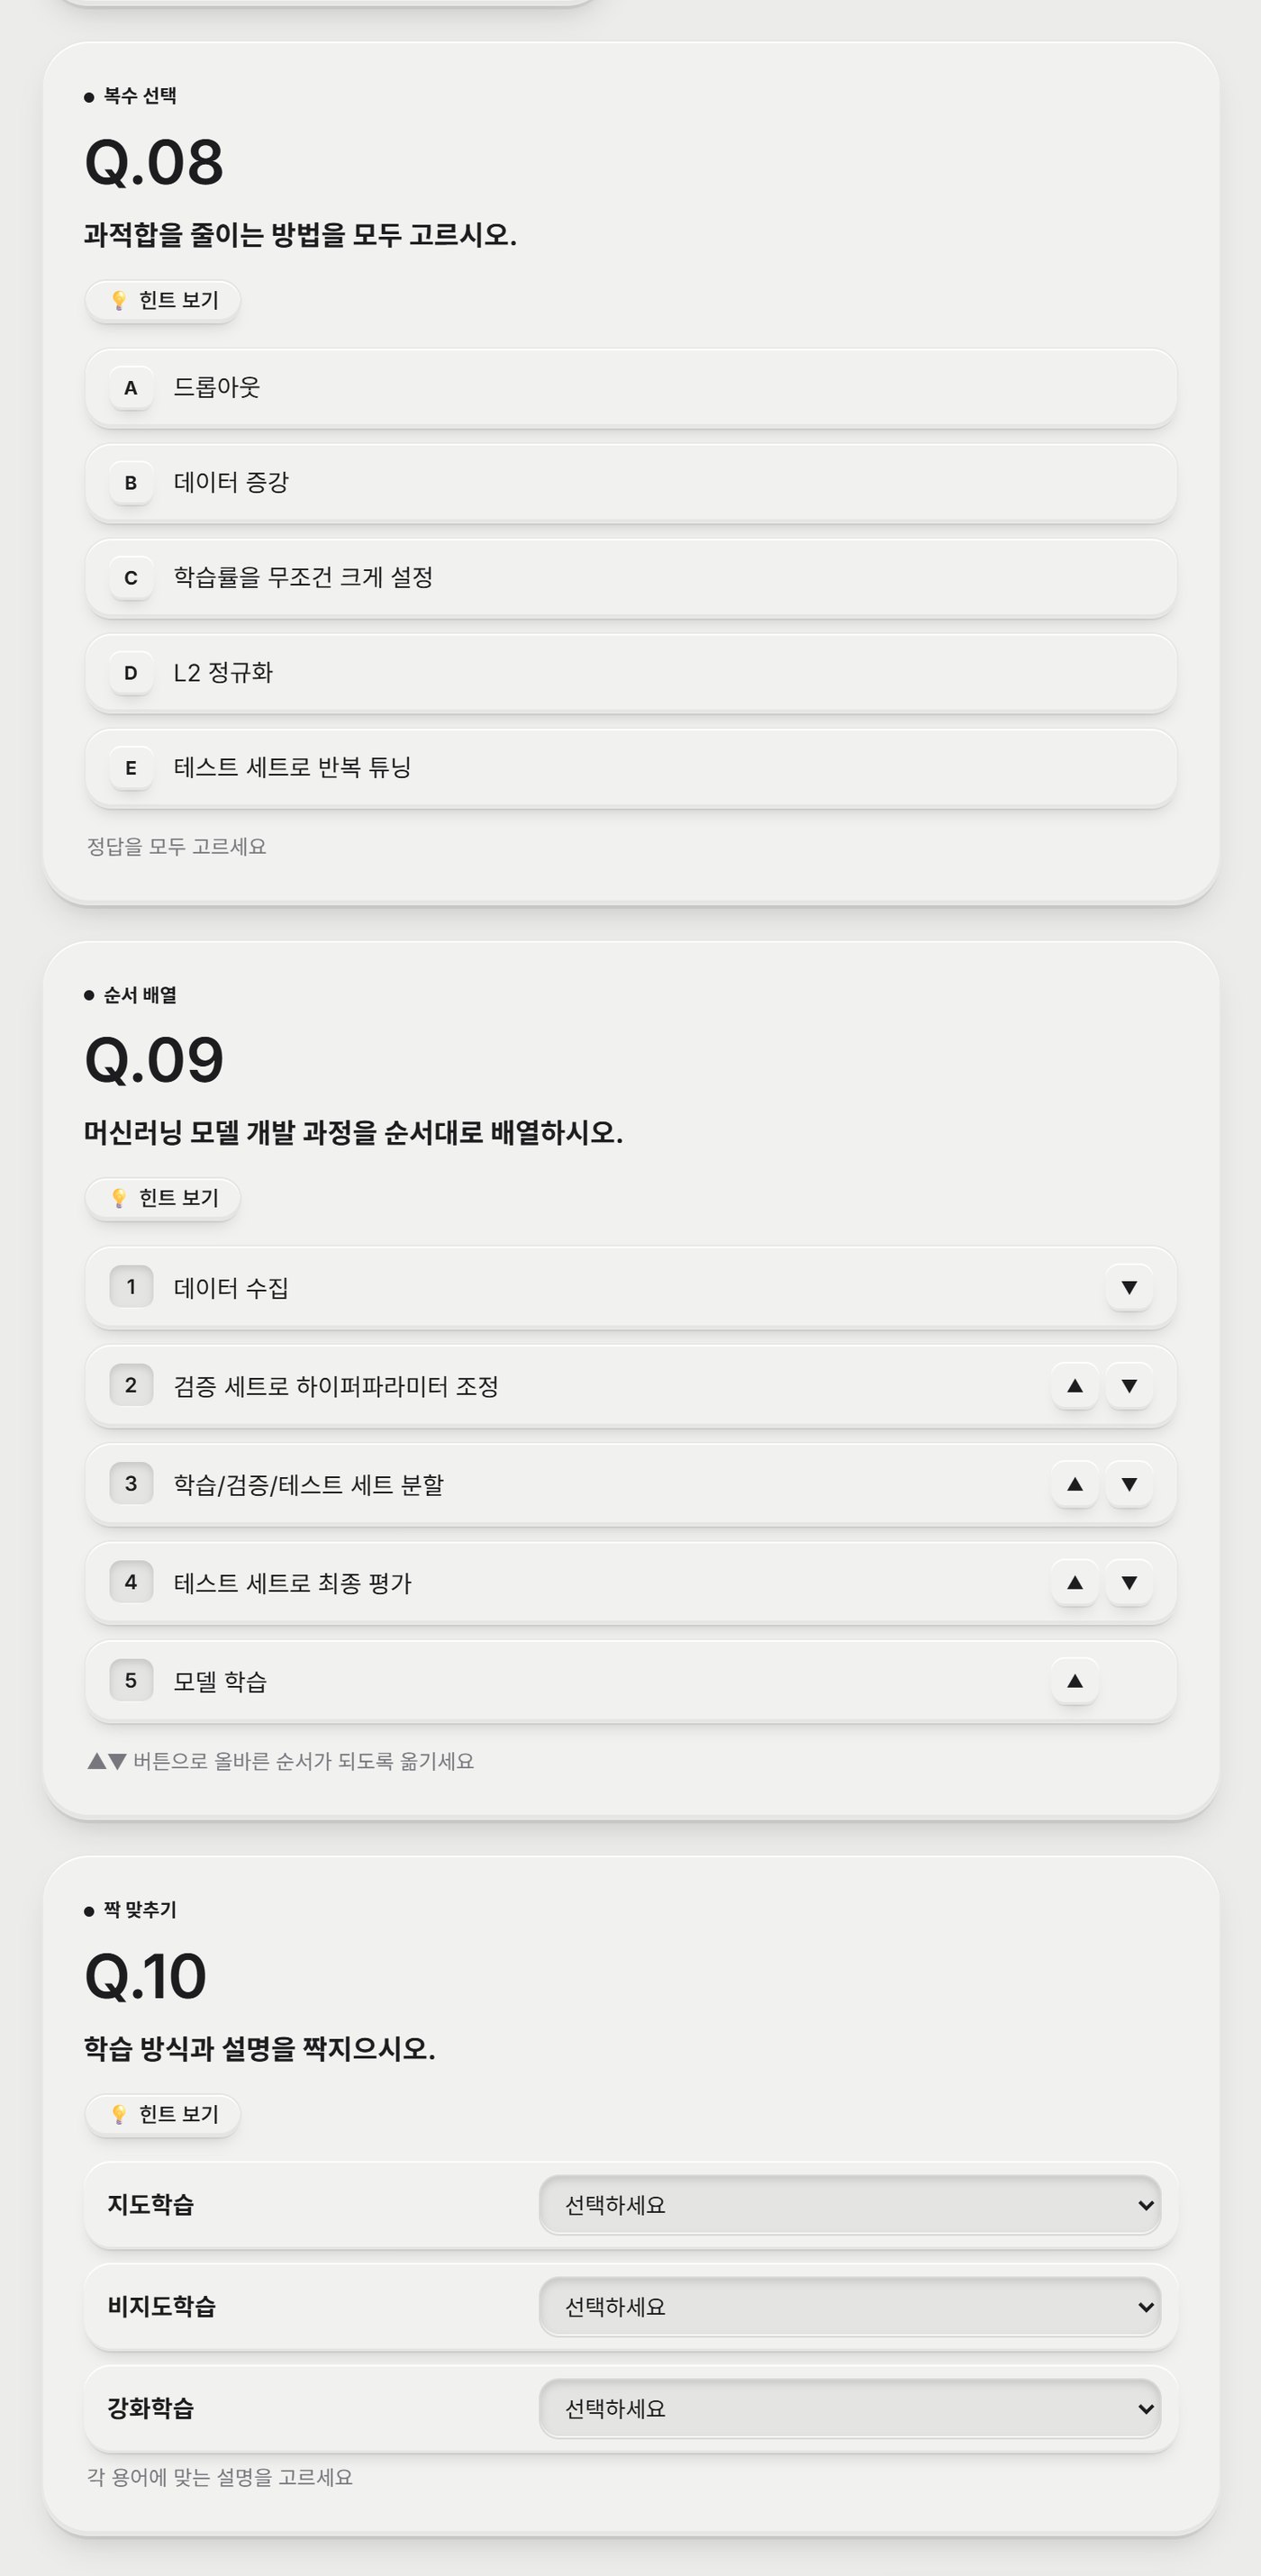 ● 복수 선택
Q.08
과적합을 줄이는 방법을 모두 고르시오.
💡 힌트 보기
A 드롭아웃
B 데이터 증강
C 학습률을 무조건 크게 설정
D L2 정규화
E 테스트 세트로 반복 튜닝
정답을 모두 고르세요
● 순서 배열
Q.09
머신러닝 모델 개발 과정을 순서대로 배열하시오.
💡 힌트 보기
1 데이터 수집 ▼
2 검증 세트로 하이퍼파라미터 조정 ▲ ▼
3 학습/검증/테스트 세트 분할 ▲ ▼
4 테스트 세트로 최종 평가 ▲ ▼
5 모델 학습 ▲
▲▼ 버튼으로 올바른 순서가 되도록 옮기세요
● 짝 맞추기
Q.10
학습 방식과 설명을 짝지으시오.
💡 힌트 보기
지도학습 선택하세요
비지도학습 선택하세요
강화학습 선택하세요
각 용어에 맞는 설명을 고르세요